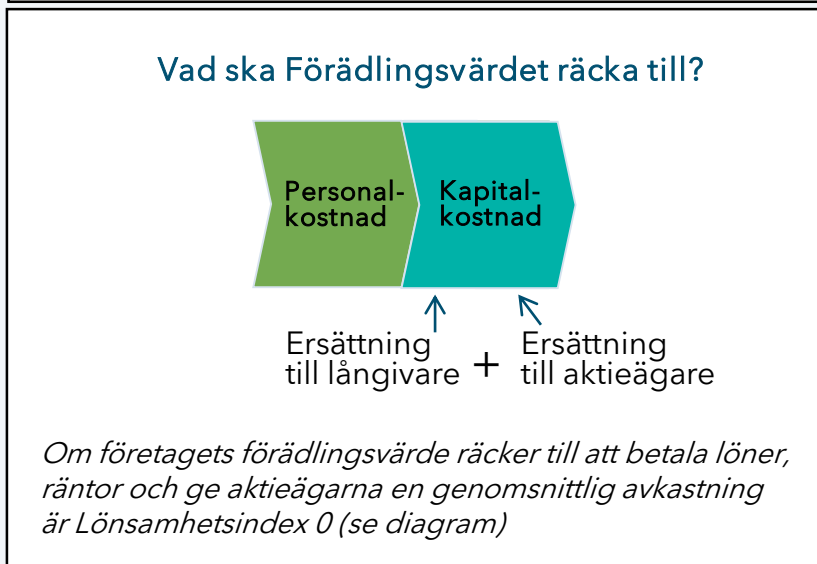 Vad ska Förädlingsvärdet räcka till?
Personal-
kostnad
Kapital-
kostnad
Ersättning
till långivare
+
Ersättning
till aktieägare
Om företagets förädlingsvärde räcker till att betala löner,
räntor och ge aktieägarna en genomsnittlig avkastning
är Lönsamhetsindex 0 (se diagram)